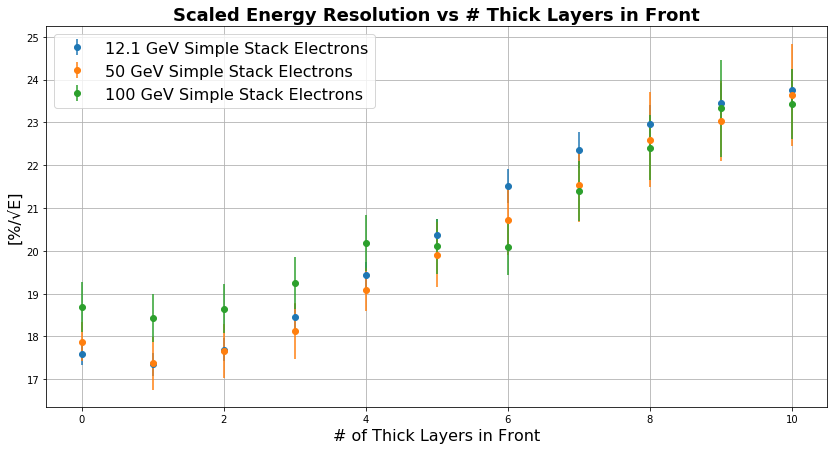 Scaled Energy Resolution vs # Thick Layers in Front
12.1 GeV Simple Stack Electrons
50 GeV Simple Stack Electrons
100 GeV Simple Stack Electrons
[%/√E]
25
24
23
22
21
20
19
18
17
0 2 4 6 8 10
# of Thick Layers in Front